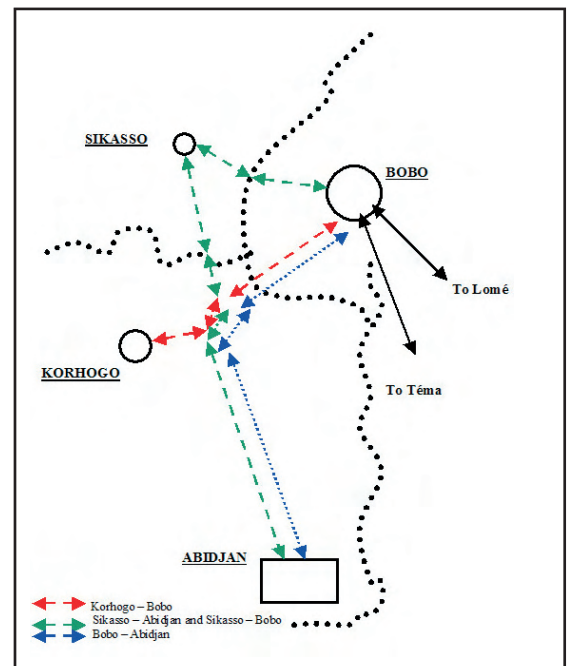 SIKASSO
BOBO
To Lomé
KORHOGO
To Téma
ABIDJAN
Korhogo – Bobo
Sikasso – Abidjan and Sikasso – Bobo
Bobo – Abidjan